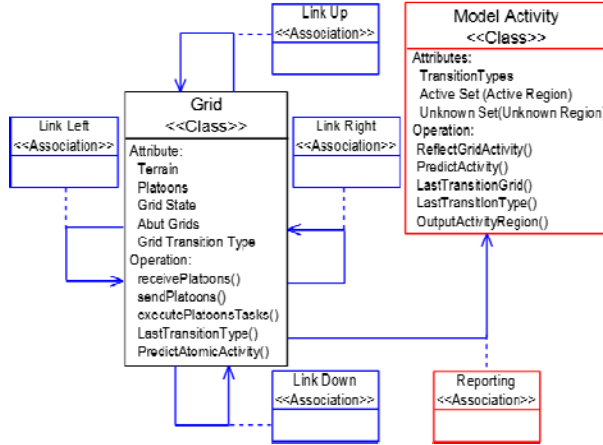 Link Up
<<Association>>
Model Activity
<<Class>>
Attributes:
TransitionTypes
Active Set (Active Region)
Unknown Set(Unknown Region)
Operation:
ReflectGridActivity()
PredictActivity()
LastTransitionGrid()
LastTransitionType()
OutputActivityRegion()
Grid
<<Class>>
Attribute:
Terrain
Platoons
Grid State
Abut Grids
Grid Transition Type
Operation:
receivePlatoons()
sendPlatoons()
executePlatoonsTasks()
LastTransitionType()
PredictAtomicActivity()
Link Left
<<Association>>
Link Right
<<Association>>
Link Down
<<Association>>
Reporting
<<Association>>